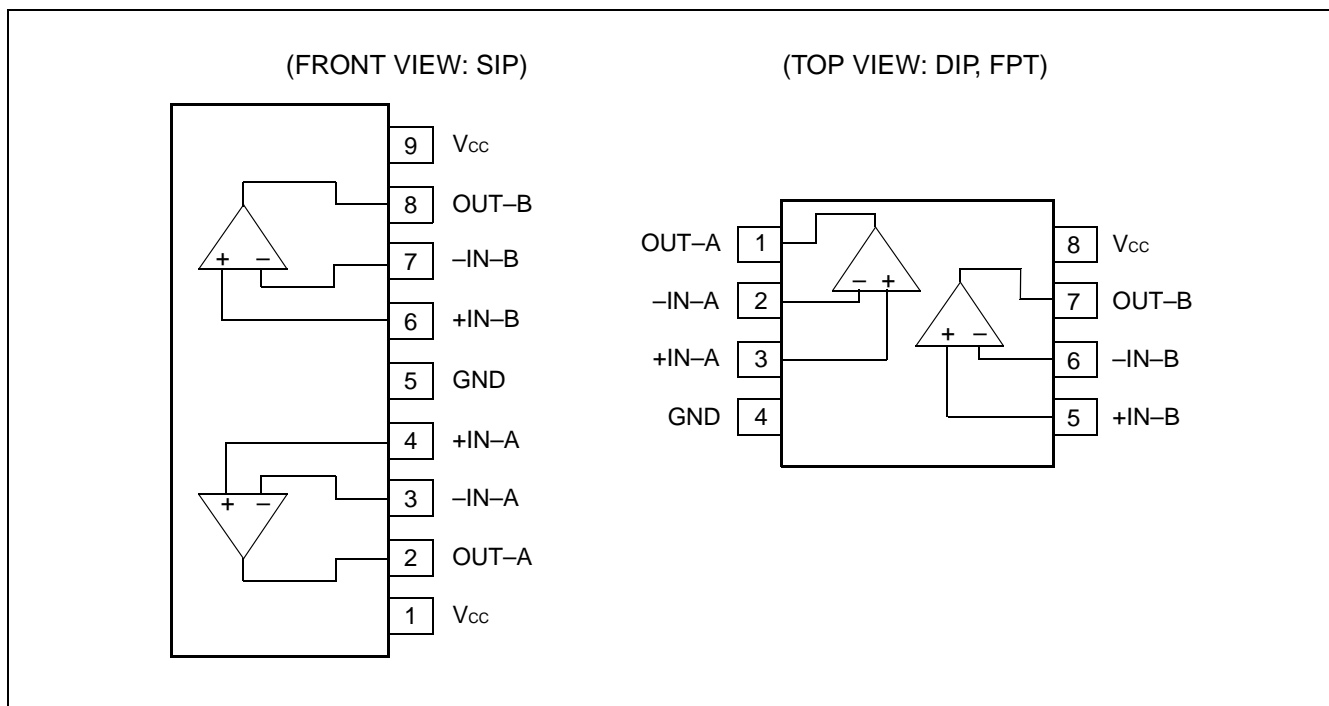 (FRONT VIEW: SIP)
9 Vcc
8 OUT–B
+ –
7 –IN–B
6 +IN–B
5 GND
4 +IN–A
+ –
3 –IN–A
2 OUT–A
1 Vcc
(TOP VIEW: DIP, FPT)
OUT–A 1
8 Vcc
– +
–IN–A 2
7 OUT–B
+ –
+IN–A 3
6 –IN–B
GND 4
5 +IN–B